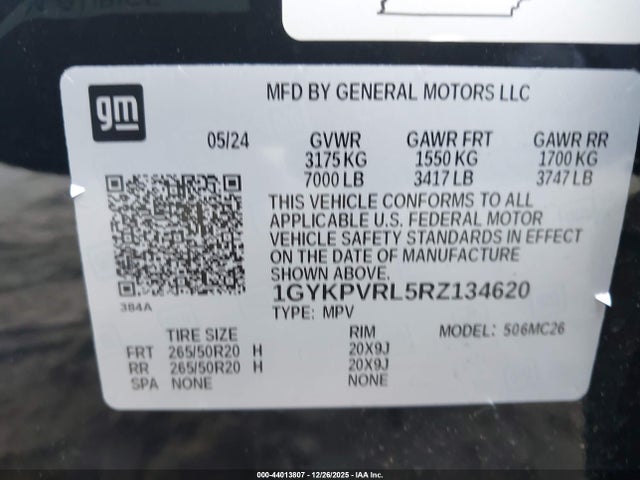 gm
MFD BY GENERAL MOTORS LLC
05/24 GVWR GAWR FRT GAWR RR
3175 KG 1550 KG 1700 KG
7000 LB 3417 LB 3747 LB
THIS VEHICLE CONFORMS TO ALL
APPLICABLE U.S. FEDERAL MOTOR
VEHICLE SAFETY STANDARDS IN EFFECT
ON THE DATE OF MANUFACTURE
SHOWN ABOVE.
384A
1GYKPVRL5RZ134620
TYPE: MPV
MODEL: 506MC26
TIRE SIZE RIM
FRT 265/50R20 H 20X9J
RR 265/50R20 H 20X9J
SPA NONE NONE
000-44013807 - 12/26/2025 - IAA Inc.